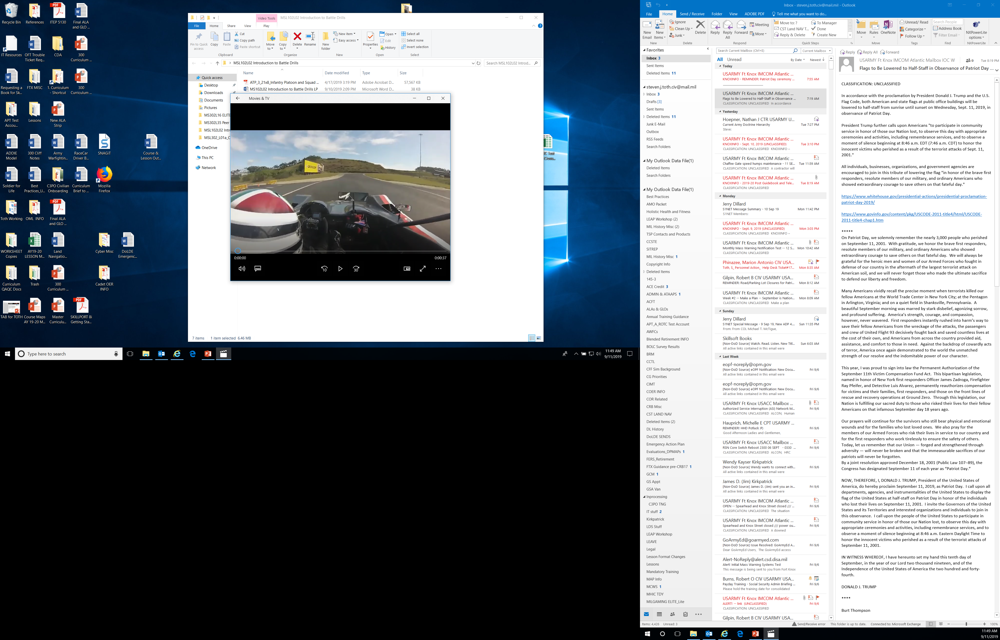 Recycle Bin
References
ITEP 5130
Final ALA and GLO ...
IT Resources
OFT Trouble Ticket Req...
CDA
300 Curriculum ...
Requesting a Book for Sk...
FTX MISC
1. Curriculum - Shortcut
300 Curriculum ...
APT Test Accou...
Lessons
New ALA Strip
ADDIE Model
300 Cliff Notes
Army Warfightin...
RaceCar Driver B...
SNAGiT
Course & Lesson Out...
Soldier for Life
Best Practices_U...
C3PO Civilian Onboarding
Curriculum Brief to ...
Mozilla Firefox
Toth Working
OML INFO
Final ALA and GLO ...
WORKSHEET Copies
AY19-20 LESSON M...
Land Navigatio...
Cyber Misc
DoLDE Emergenc...
Curriculum QAQC Docs
Trash
300 Curriculum ...
Cadet OER INFO
TAB for TOTH
Course Maps AY 19-20 M...
Master Curriculu...
SKILLPORT 8i Getting Sta...
Video Tools
MSL102L02 Introduction to Battle Drills
File Home Share View Play
Pin to Quick access
Copy
Paste
Cut
Copy path
Paste shortcut
Clipboard
Move to
Copy to
Delete
Rename
Organize
New folder
New item
Easy access
New
Properties
Open
Edit
History
Open
Select all
Select none
Invert selection
Select
MSL102L02 Introduction to Battle Drills
Search MSL102L02 Introd...
Name Date modified Type Size
ATP_3_21x8_Infantry Platoon and Squad ... 4/17/2019 3:19 PM Adobe Acrobat D... 57,567 KB
MS102L02 Introduction to Battle Drills LP 9/10/2019 2:09 PM Microsoft Word D... 38 KB
Quick access
Desktop
Downloads
Documents
Pictures
MS302L16 ELITE
MS302L35 Peer
MSL102L02 Intro
MSL302_L01a_C
OneDrive
This PC
Network
Movies & TV
DUNLOP
0:00:00
0:00:37
10
30
7 items 1 item selected 6.46 MB
Type here to search
11:49 AM
9/11/2019
Inbox - steven.j.toth.civ@mail.mil - Outlook
File Home Send / Receive Folder View ADOBE PDF Tell me what you want to do...
New Email
New Items
New
Ignore
Clean Up
Junk
Delete
Delete
Reply
Reply All
Forward
Meeting
More
Respond
Move to: ?
CST Land NAV T...
Reply & Delete
To Manager
Done
Create New
Quick Steps
Move
Rules
OneNote
Move
Unread/ Read
Categorize
Follow Up
Tags
Search People
Address Book
Filter Email
Find
NXPowerLite options
NXPowerLite
Favorites
Inbox 3
Sent Items
Deleted Items 11
steven.j.toth.civ@mail.mil
Inbox 3
Drafts [3]
Sent Items
Deleted Items 11
Junk E-Mail
Outbox
RSS Feeds
Search Folders
My Outlook Data File(1)
Deleted Items
Search Folders
My Outlook Data File(1)
Best Practices
AMO Packet
Holistic Health and Fitness
LEAP Workshop (2)
MIL History Misc (2)
TSP Contacts and Products
CCSTE
SITREP
MIL History Misc 1
Copyright Info
Deleted Items
145-3
ACE Credit 3
ADMIN & ATAAPS 1
ACFT
ALAs & GLOs
Annual Training Guidance
APT_A_ROTC Test Account
AWFCs
Blended Retirement INFO
BOLC Survey Results
BRM
CCTL
CFF Sim Background
CG Priorities
CIMT
COER INFO
COR Related
CRB Misc
CST LAND NAV
Deleted Items (2)
DL History
DoLDE SENDS
Emergency Action Plan
Evaluations_DPMAPs 1
FERS_Retirement
FTX Guidance pre-CRB17 1
GCM 1
GS Appt
GSA Van
Inprocessing
C3PO TNG
IT stuff 2
Kirkpatrick
LDS Stuff
LEAP Workshop
LEAVE
Legal
Lesson Format Changes
Lessons
Mandatory Training
MAP Info
MCWS 1
MHIC TDY
MILGAMING ELITE_Lite
Search Current Mailbox (Ctrl+E) Current Mailbox
All Unread By Date Newest
Today
USARMY Ft Knox IMCOM Atlantic ...
KNOXINFO - REMINDER: Patriot Day ceremony ... 7:55 AM
USARMY Ft Knox IMCOM Atlantic ...
Flags to Be Lowered to Half-Staff in Observance ... 7:19 AM
CLASSIFICATION: UNCLASSIFIED In accordance
Yesterday
Hoepner, Nathan J CTR USARMY U...
Current Army Doctrine Hierarchy Tue 7:27 PM
Steve:
USARMY Ft Knox IMCOM Atlantic ...
KNOXINFO - Sept. 10, 2019 (UNCLASSIFIED) Tue 3:10 PM
CLASSIFICATION: UNCLASSIFIED KNOXINFO –
USARMY Ft Knox IMCOM Atlantic ...
Chaffee Gate speed humps maintenance - 11 SE... Tue 11:59 AM
CLASSIFICATION: UNCLASSIFIED A contractor will
USARMY Ft Knox IMCOM Atlantic ...
KNOXINFO - 2019-20 Post Guidebook and Tele... Tue 8:19 AM
CLASSIFICATION: UNCLASSIFIED
Monday
Jerry Dillard
S1NET Message Summary - 10 Sep 19 Mon 11:42 PM
S1NET Members:
USARMY Ft Knox IMCOM Atlantic ...
KNOXINFO - Sept. 9, 2019 (UNCLASSIFIED) Mon 3:03 PM
CLASSIFICATION: UNCLASSIFIED KNOXINFO –
USARMY Ft Knox IMCOM Atlantic ...
Monthly Mass Warning Notification Test -- 12 S... Mon 10:42 AM
CLASSIFICATION: UNCLASSIFIED
Phinazee, Marion Antonio CIV USA...
Toth, S_ Personnel Action_ Help Desk Ticket#17... Mon 8:35 AM
Gilpin, Robert B CIV USARMY USA...
REMINDER: Road/Parking Lot Closures for Patri... Mon 8:12 AM
USARMY Ft Knox IMCOM Atlantic ...
Week #2 -- Make a Plan -- September is Nation... Mon 8:09 AM
CLASSIFICATION: UNCLASSIFIED Make a plan
Sunday
Jerry Dillard
S1NET Special Message - 9 Sep 19, New ADP 4.... Sun 11:35 PM
From: From COL Michael T. McTigue,
Skillsoft Books
[Non-DoD Source] Watch. Read. Listen. New Titl... Sun 6:03 AM
All active links contained in this email were
Last Week
eopf-noreply@opm.gov
[Non-DoD Source] eOPF Notification: New Docu... Fri 9/6
All active links contained in this email were
eopf-noreply@opm.gov
[Non-DoD Source] eOPF Notification: New Docu... Fri 9/6
All active links contained in this email were
USARMY Ft Knox USACC Mailbox ...
Authorized Service Interruption (ASI) Network M... Fri 9/6
CLASSIFICATION: UNCLASSIFIED ALCON, Human
Hauprich, Michelle E CPT USARMY ...
REMINDER! HHD Potluck :P) Fri 9/6
Good Afternoon Ladies and Gentlemen,
USARMY Ft Knox USACC Mailbox ...
RSN Core Switch Reboot 2300 06 SEPT - 0330 ... Fri 9/6
CLASSIFICATION: UNCLASSIFIED ALCON, HRC
Wendy Kayser Kirkpatrick
[Non-DoD Source] Wendy wants to connect with... Fri 9/6
All active links contained in this email were
James D. (Jim) Kirkpatrick
[Non-DoD Source] James D. (Jim) sent you an in... Fri 9/6
All active links contained in this email were
USARMY Ft Knox IMCOM Atlantic ...
OPEN -- Spearhead and Knox Street closed /// ... Fri 9/6
CLASSIFICATION: UNCLASSIFIED The situation
USARMY Ft Knox IMCOM Atlantic ...
Spearhead and Knox Street closed /// power ou... Fri 9/6
CLASSIFICATION: UNCLASSIFIED A downed
GoArmyEd@goarmyed.com
[Non-DoD Source] Issue Resolved: GoArmyEd A... Fri 9/6
Dear GoArmyEd Users, The GoArmyEd access
Alert-NoReply@alert.csd.disa.mil
Alert! Initial Mass Warning Systems Test Fri 9/6
This message is being sent to you from Fort Knox
Burns, Robert O CIV USARMY USA...
Payday Training - Social Security Admin Briefing ... Fri 9/6
Please hold the training date for consolidated
USARMY Ft Knox IMCOM Atlantic ...
ALERT! -- link (UNCLASSIFIED) Fri 9/6
CLASSIFICATION: UNCLASSIFIED
Gilpin, Robert B CIV USARMY USA...
Reply Reply All Forward
USARMY Ft Knox IMCOM Atlantic Mailbox IOC W 0 Tue 8:19 PM
Flags to Be Lowered to Half-Staff in Observance of Patriot Day ...
CLASSIFICATION: UNCLASSIFIED
In accordance with the proclamation by President Donald J. Trump and the U.S.
Flag Code, both American and state flags at public office buildings will be
lowered to half-staff from sunrise until sunset on Wednesday, Sept. 11, 2019, in
observance of Patriot Day.
President Trump further calls upon Americans "to participate in community
service in honor of those our Nation lost, to observe this day with appropriate
ceremonies and activities, including remembrance services, and to observe a
moment of silence beginning at 8:46 a.m. EDT (7:46 a.m. CDT) to honor the
innocent victims who perished as a result of the terrorist attacks of Sept. 11,
2001."
All individuals, businesses, organizations, and government agencies are
encouraged to join in this tribute of lowering the flag "in honor of the brave first
responders, resolute members of our military, and ordinary Americans who
showed extraordinary courage to save others on that fateful day."
https://www.whitehouse.gov/presidential-actions/presidential-proclamation-
patriot-day-2019/
https://www.govinfo.gov/content/pkg/USCODE-2011-title4/html/USCODE-
2011-title4-chap1.htm
*****
On Patriot Day, we solemnly remember the nearly 3,000 people who perished
on September 11, 2001. With gratitude, we honor the brave first responders,
resolute members of our military, and ordinary Americans who showed
extraordinary courage to save others on that fateful day. We will always be
grateful for the heroic men and women of our Armed Forces who fought in
defense of our country in the aftermath of the largest terrorist attack on
American soil, and we will never forget those who made the ultimate sacrifice
to defend our liberty and freedom.
Many Americans vividly recall the precise moment when terrorists killed our
fellow Americans at the World Trade Center in New York City; at the Pentagon
in Arlington, Virginia; and on a quiet field in Shanksville, Pennsylvania. A
beautiful September morning was marred by stark disbelief, agonizing sorrow,
and profound suffering. America’s strength, courage, and compassion,
however, never wavered. First responders instantly rushed into harm’s way to
save their fellow Americans from the wreckage of the attacks, the passengers
and crew of United Flight 93 decisively fought back and saved countless lives at
the cost of their own, and Americans from across the country provided aid,
assistance, and comfort to those in need. Against the backdrop of cowardly acts
of terror, America once again demonstrated to the world the unmatched
strength of our resolve and the indomitable power of our character.
This year, I was proud to sign into law the Permanent Authorization of the
September 11th Victim Compensation Fund Act. This bipartisan legislation,
named in honor of New York first responders Officer James Zadroga, Firefighter
Ray Pfeifer, and Detective Luis Alvarez, permanently reauthorizes compensation
for victims and their families, first responders, and those on the front lines of
rescue and recovery operations at Ground Zero. Through this legislation, our
Nation is fulfilling our sacred duty to those who risked their lives for their fellow
Americans on that infamous September day 18 years ago.
Our prayers will continue for the survivors who still bear physical and emotional
wounds and for the families who lost loved ones. We also pray for the
members of our Armed Forces who risk their lives in service to our country and
for the first responders who work tirelessly to ensure the safety of others.
Today, let us remember that our Union — forged and strengthened through
adversity — will never be broken and that the immeasurable sacrifices of our
patriots will never be forgotten.
By a joint resolution approved December 18, 2001 (Public Law 107–89), the
Congress has designated September 11 of each year as “Patriot Day.”
NOW, THEREFORE, I, DONALD J. TRUMP, President of the United States of
America, do hereby proclaim September 11, 2019, as Patriot Day. I call upon all
departments, agencies, and instrumentalities of the United States to display the
flag of the United States at half-staff on Patriot Day in honor of the individuals
who lost their lives on September 11, 2001. I invite the Governors of the United
States and its Territories and interested organizations and individuals to join in
this observance. I call upon the people of the United States to participate in
community service in honor of those our Nation lost, to observe this day with
appropriate ceremonies and activities, including remembrance services, and to
observe a moment of silence beginning at 8:46 a.m. Eastern Daylight Time to
honor the innocent victims who perished as a result of the terrorist attacks of
September 11, 2001.
IN WITNESS WHEREOF, I have hereunto set my hand this tenth day of
September, in the year of our Lord two thousand nineteen, and of the
Independence of the United States of America the two hundred and forty-
fourth.
DONALD J. TRUMP
****
Burt Thompson
Items: 4,426 Unread: 3 Send/Receive error This folder is up to date. Connected to: Microsoft Exchange 100%
11:49 AM
9/11/2019